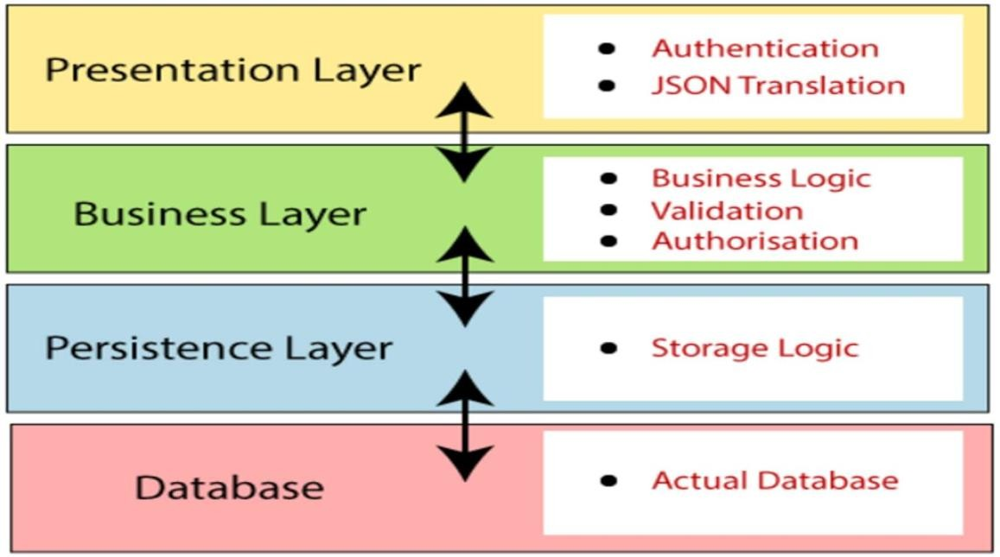 Presentation Layer
Authentication
JSON Translation
Business Layer
Business Logic
Validation
Authorisation
Persistence Layer
Storage Logic
Database
Actual Database